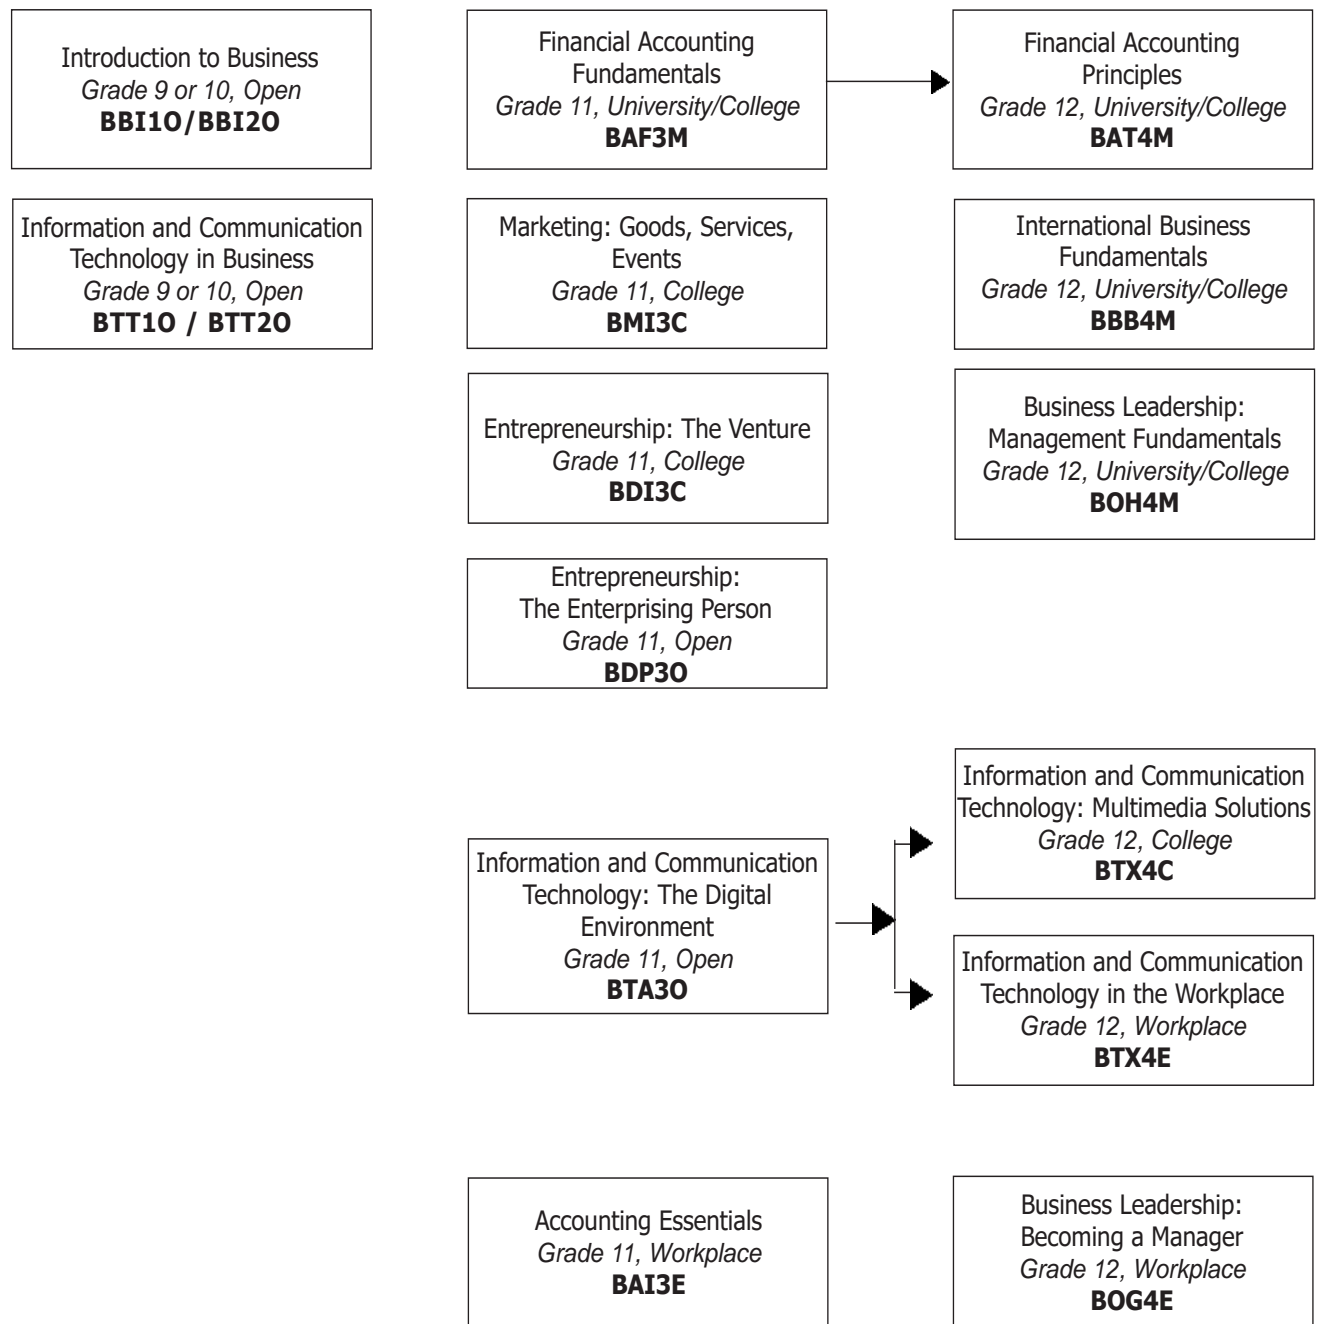 Introduction to Business
Grade 9 or 10, Open
BBI1O/BBI2O
Financial Accounting
Fundamentals
Grade 11, University/College
BAF3M
Financial Accounting
Principles
Grade 12, University/College
BAT4M
Information and Communication
Technology in Business
Grade 9 or 10, Open
BTT1O / BTT2O
Marketing: Goods, Services,
Events
Grade 11, College
BMI3C
International Business
Fundamentals
Grade 12, University/College
BBB4M
Entrepreneurship: The Venture
Grade 11, College
BDI3C
Business Leadership:
Management Fundamentals
Grade 12, University/College
BOH4M
Entrepreneurship:
The Enterprising Person
Grade 11, Open
BDP3O
Information and Communication
Technology: The Digital
Environment
Grade 11, Open
BTA3O
Information and Communication
Technology: Multimedia Solutions
Grade 12, College
BTX4C
Information and Communication
Technology in the Workplace
Grade 12, Workplace
BTX4E
Accounting Essentials
Grade 11, Workplace
BAI3E
Business Leadership:
Becoming a Manager
Grade 12, Workplace
BOG4E